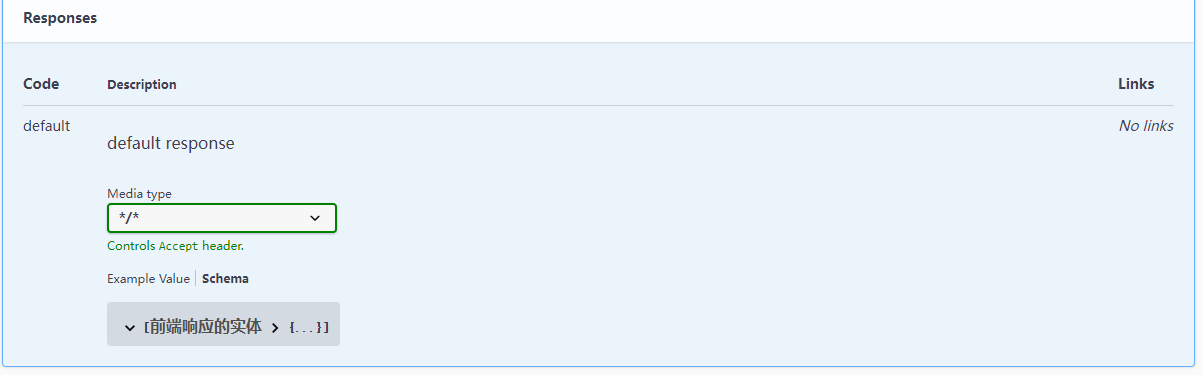 Responses
Code Description Links
default default response No links
Media type
*/*
Controls Accept header.
Example Value Schema
[前端响应的实体 > {...}]